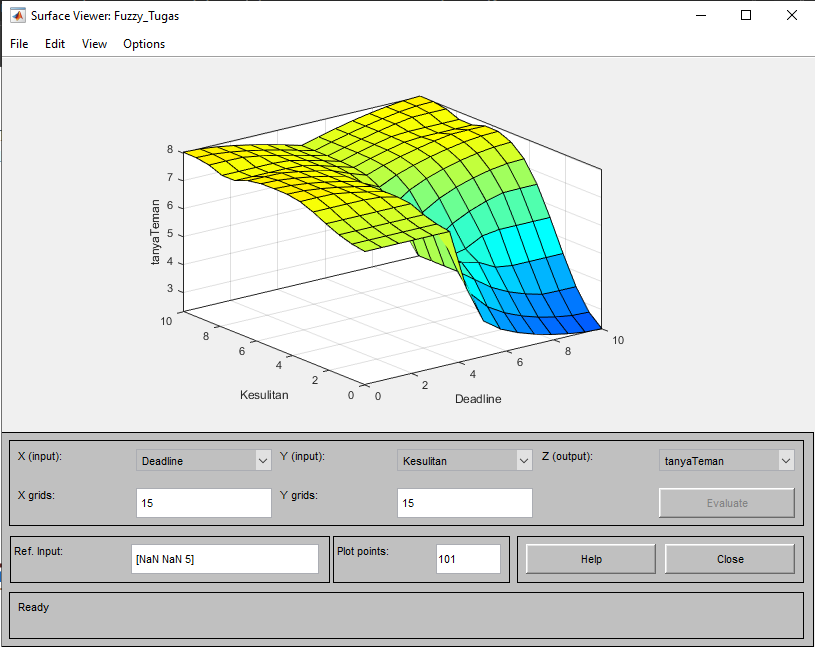 Surface Viewer: Fuzzy_Tugas
File Edit View Options
8
7
6
5
4
3
tanyaTeman
10
8
6
4
2
0
Kesulitan
0
2
4
6
8
10
Deadline
X (input): Deadline Y (input): Kesulitan Z (output): tanyaTeman
X grids: 15 Y grids: 15 Evaluate
Ref. Input: [NaN NaN 5] Plot points: 101 Help Close
Ready